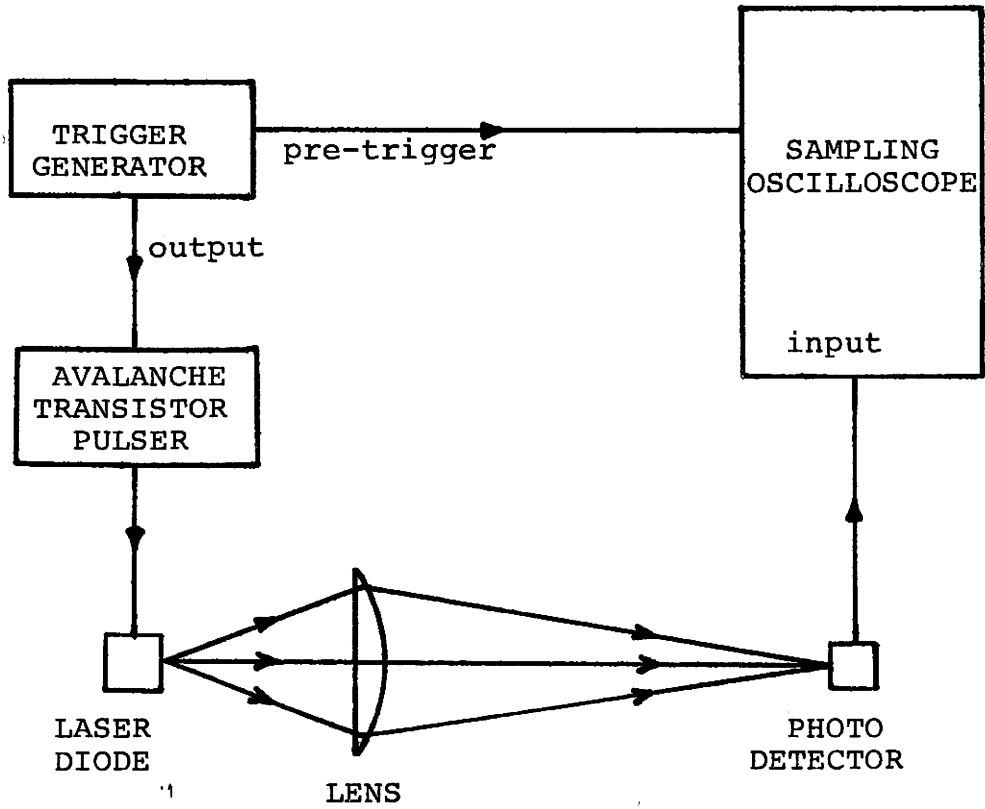 TRIGGER
GENERATOR
pre-trigger
SAMPLING
OSCILLOSCOPE
output
input
AVALANCHE
TRANSISTOR
PULSER
LASER
DIODE
LENS
PHOTO
DETECTOR